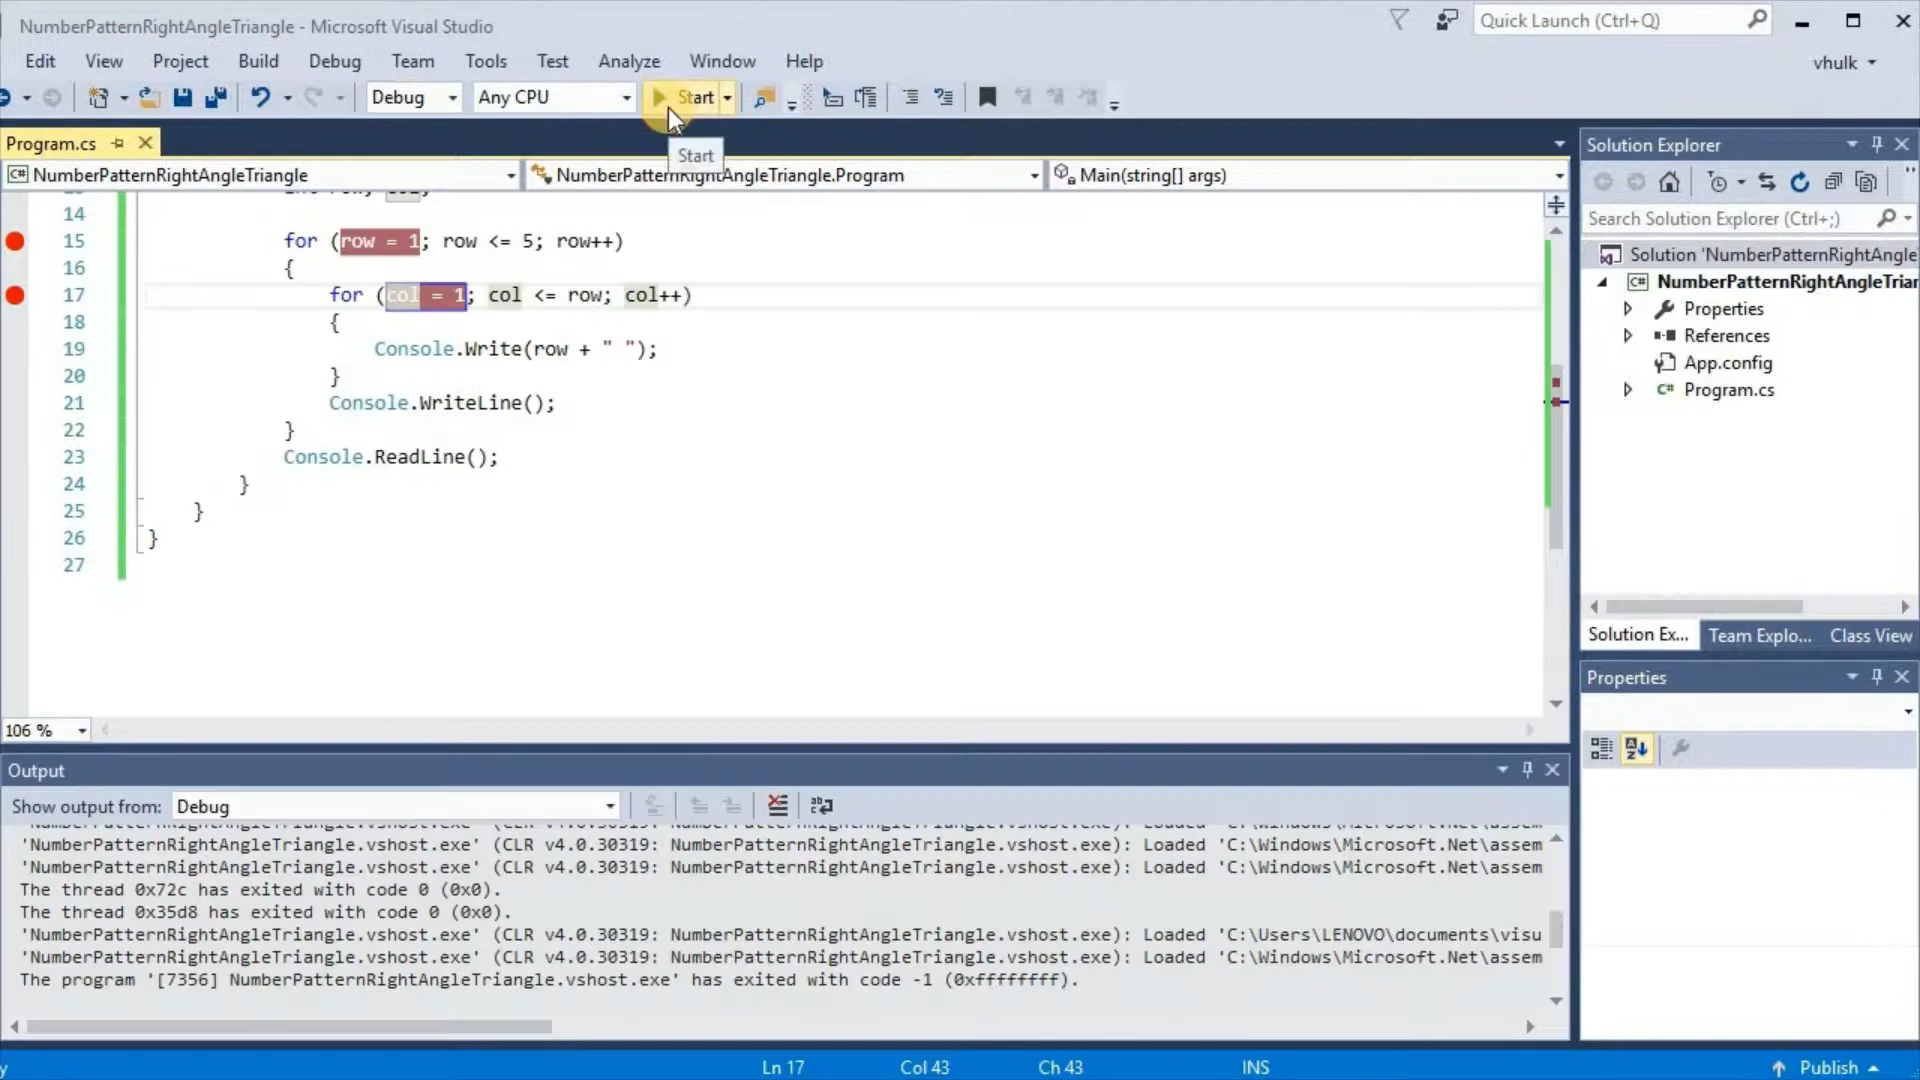 NumberPatternRightAngleTriangle - Microsoft Visual Studio
Quick Launch (Ctrl+Q)
Edit View Project Build Debug Team Tools Test Analyze Window Help
vhulk
Debug Any CPU Start
Program.cs
Start
NumberPatternRightAngleTriangle NumberPatternRightAngleTriangle.Program Main(string[] args)
14
15 for (row = 1; row <= 5; row++)
16 {
17 for (col = 1; col <= row; col++)
18 {
19 Console.Write(row + " ");
20 }
21 Console.WriteLine();
22 }
23 Console.ReadLine();
24 }
25 }
26 }
27
106 %
Solution Explorer
Search Solution Explorer (Ctrl+;)
Solution 'NumberPatternRightAngle
NumberPatternRightAngleTriar
Properties
References
App.config
Program.cs
Solution Ex... Team Explo... Class View
Properties
Output
Show output from: Debug
'NumberPatternRightAngleTriangle.vshost.exe' (CLR v4.0.30319: NumberPatternRightAngleTriangle.vshost.exe): Loaded 'C:\Windows\Microsoft.Net\assem
'NumberPatternRightAngleTriangle.vshost.exe' (CLR v4.0.30319: NumberPatternRightAngleTriangle.vshost.exe): Loaded 'C:\Windows\Microsoft.Net\assem
The thread 0x72c has exited with code 0 (0x0).
The thread 0x35d8 has exited with code 0 (0x0).
'NumberPatternRightAngleTriangle.vshost.exe' (CLR v4.0.30319: NumberPatternRightAngleTriangle.vshost.exe): Loaded 'C:\Users\LENOVO\documents\visu
'NumberPatternRightAngleTriangle.vshost.exe' (CLR v4.0.30319: NumberPatternRightAngleTriangle.vshost.exe): Loaded 'C:\Windows\Microsoft.Net\assem
The program '[7356] NumberPatternRightAngleTriangle.vshost.exe' has exited with code -1 (0xffffffff).
Ln 17 Col 43 Ch 43 INS Publish